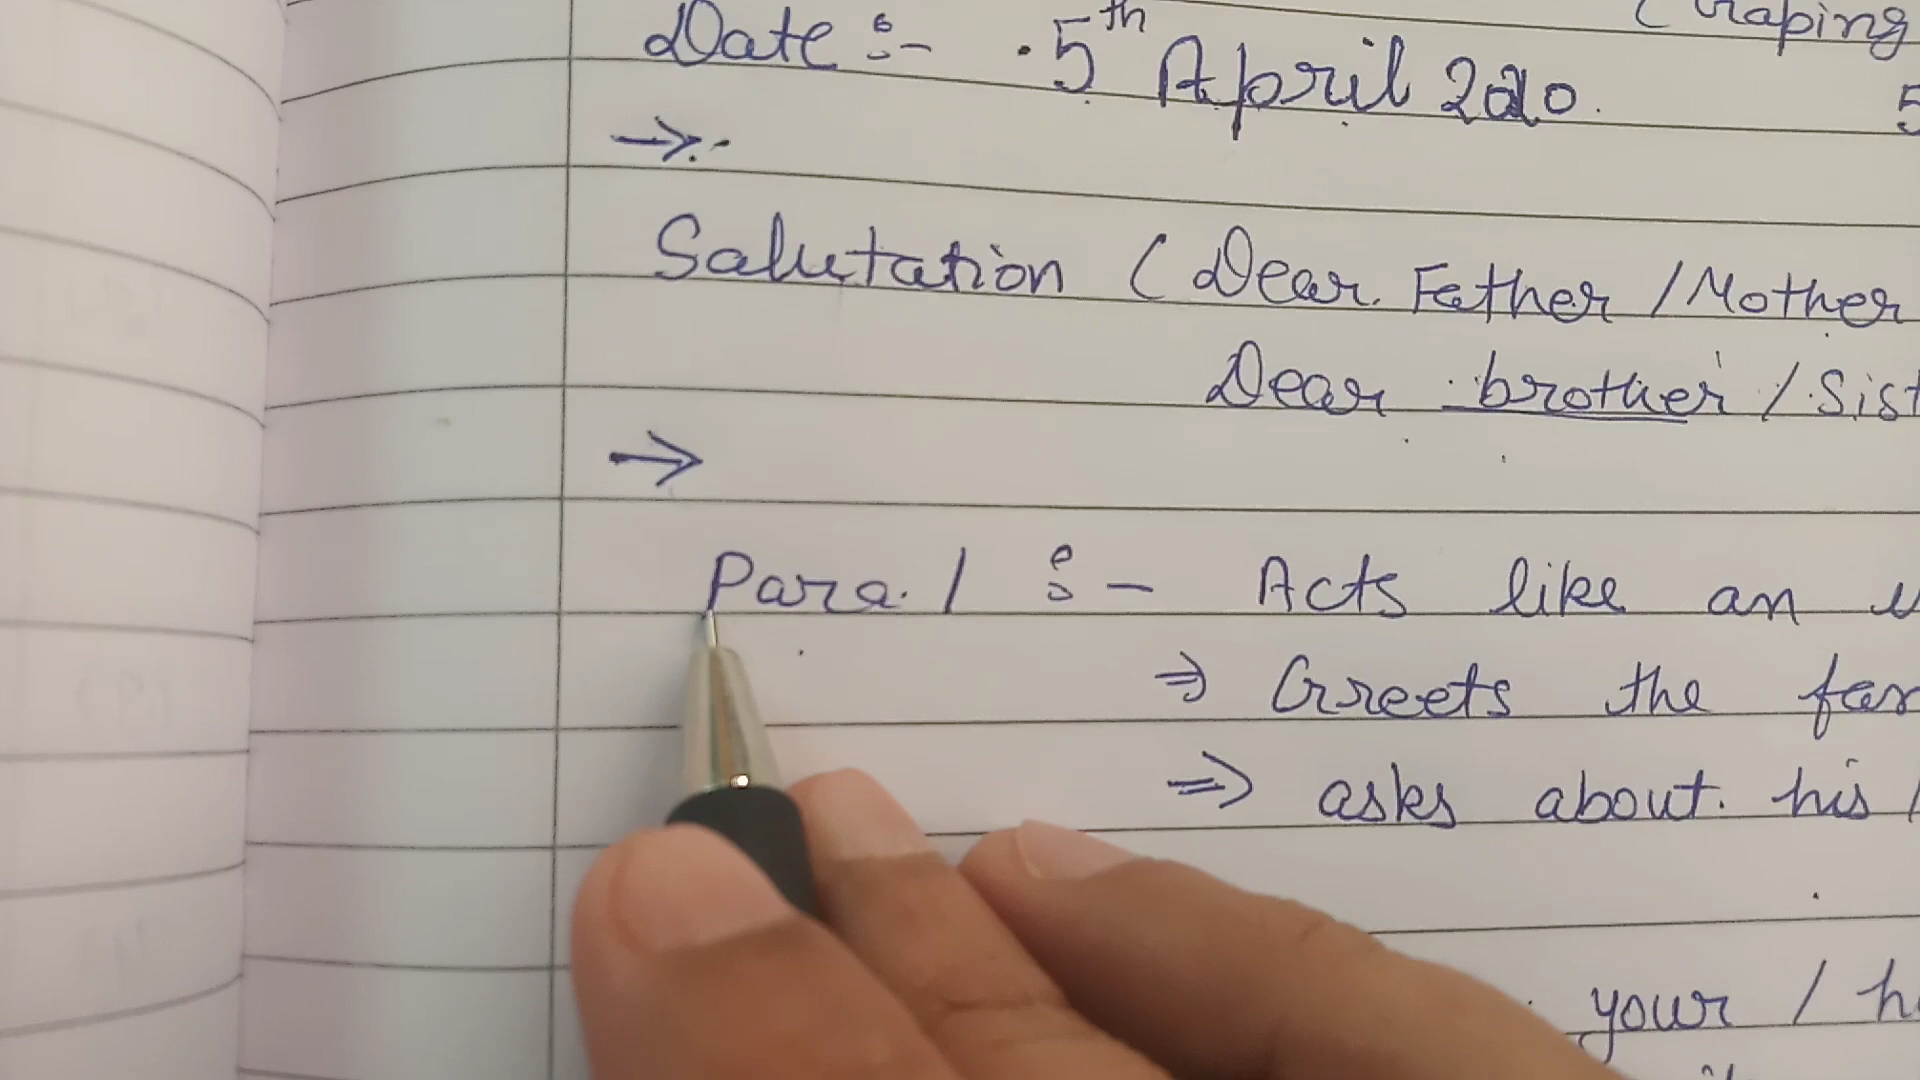 Date :- 5th April 2020.
5
→
Salutation (Dear Father / Mother
Dear brother / Sist
→
Para. 1 :- Acts like an
⇒ Greets the
⇒ asks about his /
your / h